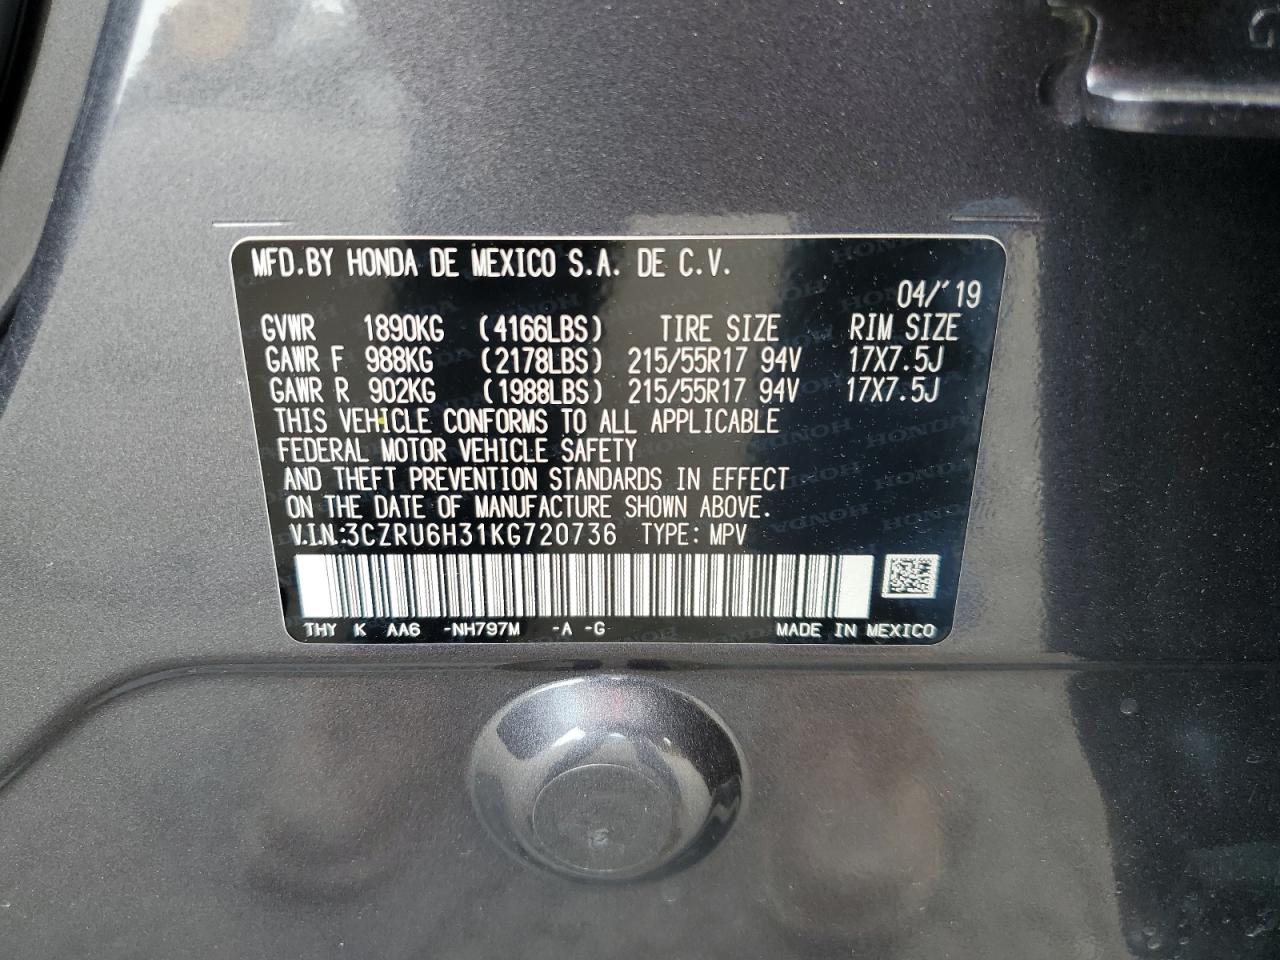 MFD.BY HONDA DE MEXICO S.A. DE C.V.
04/'19
GVWR 1890KG (4166LBS) TIRE SIZE RIM SIZE
GAWR F 988KG (2178LBS) 215/55R17 94V 17X7.5J
GAWR R 902KG (1988LBS) 215/55R17 94V 17X7.5J
THIS VEHICLE CONFORMS TO ALL APPLICABLE
FEDERAL MOTOR VEHICLE SAFETY
AND THEFT PREVENTION STANDARDS IN EFFECT
ON THE DATE OF MANUFACTURE SHOWN ABOVE.
V.I.N.:3CZRU6H31KG720736 TYPE: MPV
THY K AA6 -NH797M -A -G MADE IN MEXICO